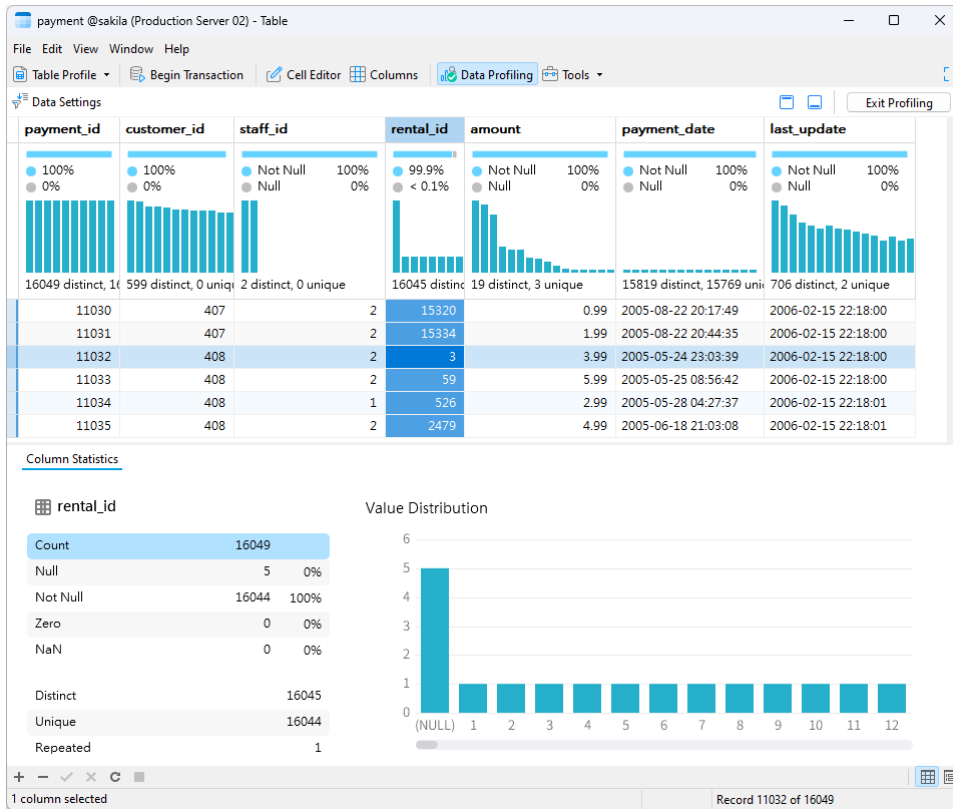 payment @sakila (Production Server 02) - Table
File Edit View Window Help
Table Profile Begin Transaction Cell Editor Columns Data Profiling Tools
Data Settings Exit Profiling
payment_id customer_id staff_id rental_id amount payment_date last_update
100% 100% Not Null 100% 99.9% Not Null 100% Not Null 100% Not Null 100%
0% 0% Null 0% < 0.1% Null 0% Null 0% Null 0%
16049 distinct, 599 distinct, 0 2 distinct, 0 unique 16045 19 distinct, 3 unique 15819 distinct, 15769 706 distinct, 2 unique
11030 407 2 15320 0.99 2005-08-22 20:17:49 2006-02-15 22:18:00
11031 407 2 15334 1.99 2005-08-22 20:44:35 2006-02-15 22:18:00
11032 408 2 3 3.99 2005-05-24 23:03:39 2006-02-15 22:18:00
11033 408 2 59 5.99 2005-05-25 08:56:42 2006-02-15 22:18:00
11034 408 1 526 2.99 2005-05-28 04:27:37 2006-02-15 22:18:01
11035 408 2 2479 4.99 2005-06-18 21:03:08 2006-02-15 22:18:01
Column Statistics
rental_id
Count 16049
Null 5 0%
Not Null 16044 100%
Zero 0 0%
NaN 0 0%
Distinct 16045
Unique 16044
Repeated 1
Value Distribution
6
5
4
3
2
1
0
(NULL) 1 2 3 4 5 6 7 8 9 10 11 12
1 column selected
Record 11032 of 16049